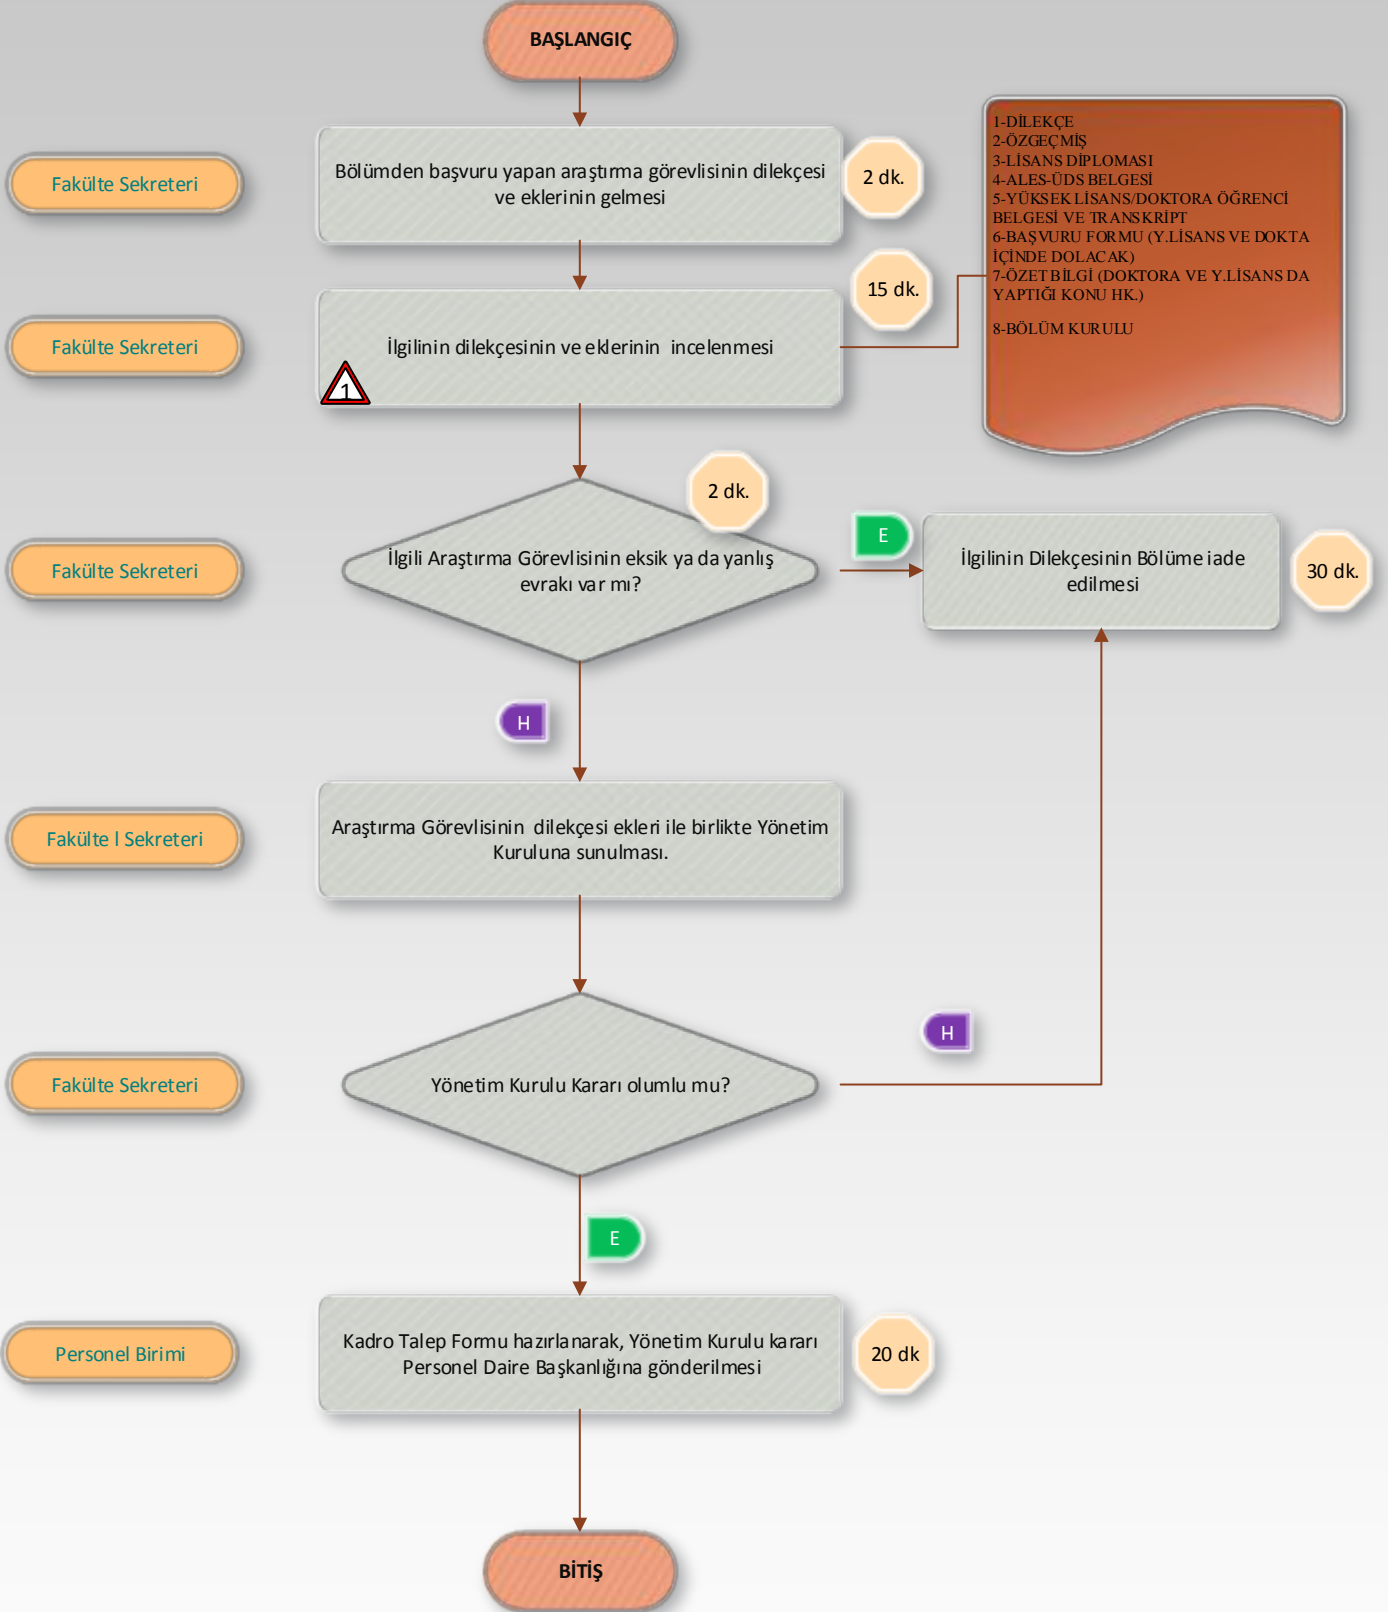 BAŞLANGIÇ
Fakülte Sekreteri
Bölümden başvuru yapan araştırma görevlisinin dilekçesi
ve eklerinin gelmesi
2 dk.
1-DİLEKÇE
2-ÖZGEÇMİŞ
3-LİSANS DİPLOMASI
4-ALES-ÜDS BELGESİ
5-YÜKSEK LİSANS/DOKTORA ÖĞRENCİ
BELGESİ VE TRANSKRİPT
6-BAŞVURU FORMU (Y.LİSANS VE DOKTA
İÇİNDE DOLACAK)
7-ÖZET BİLGİ (DOKTORA VE Y.LİSANS DA
YAPTIĞI KONU HK.)
8-BÖLÜM KURULU
Fakülte Sekreteri
İlgilinin dilekçesinin ve eklerinin incelenmesi
1
15 dk.
Fakülte Sekreteri
İlgili Araştırma Görevlisinin eksik ya da yanlış
evrakı var mı?
2 dk.
E
İlgilinin Dilekçesinin Bölüme iade
edilmesi
30 dk.
H
Fakülte l Sekreteri
Araştırma Görevlisinin dilekçesi ekleri ile birlikte Yönetim
Kuruluna sunulması.
Fakülte Sekreteri
Yönetim Kurulu Kararı olumlu mu?
H
E
Personel Birimi
Kadro Talep Formu hazırlanarak, Yönetim Kurulu kararı
Personel Daire Başkanlığına gönderilmesi
20 dk
BİTİŞ